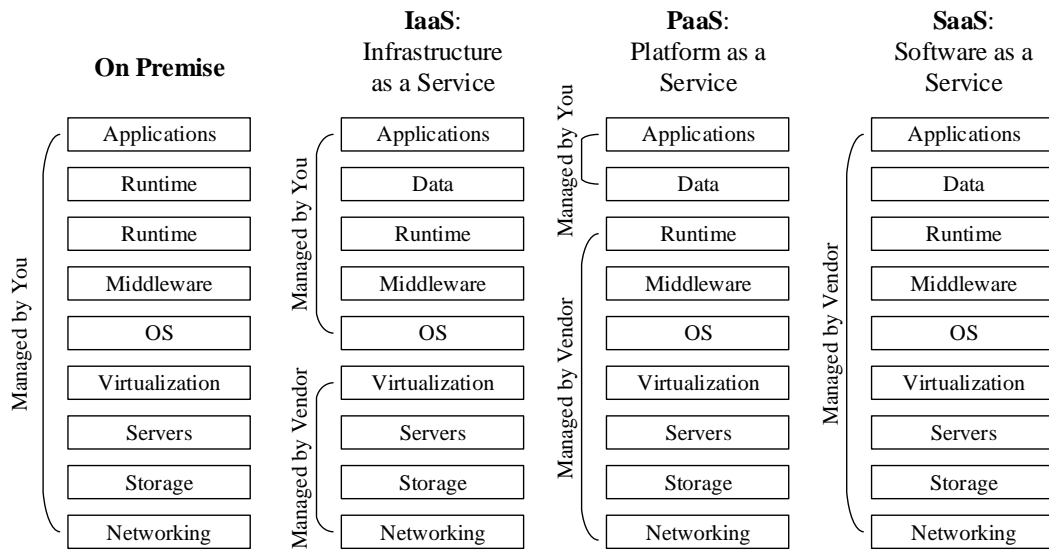 On Premise
Managed by You
Applications
Runtime
Runtime
Middleware
OS
Virtualization
Servers
Storage
Networking
IaaS:
Infrastructure
as a Service
Managed by You
Managed by Vendor
Applications
Data
Runtime
Middleware
OS
Virtualization
Servers
Storage
Networking
PaaS:
Platform as a
Service
Managed by You
Managed by Vendor
Applications
Data
Runtime
Middleware
OS
Virtualization
Servers
Storage
Networking
SaaS:
Software as a
Service
Managed by Vendor
Applications
Data
Runtime
Middleware
OS
Virtualization
Servers
Storage
Networking